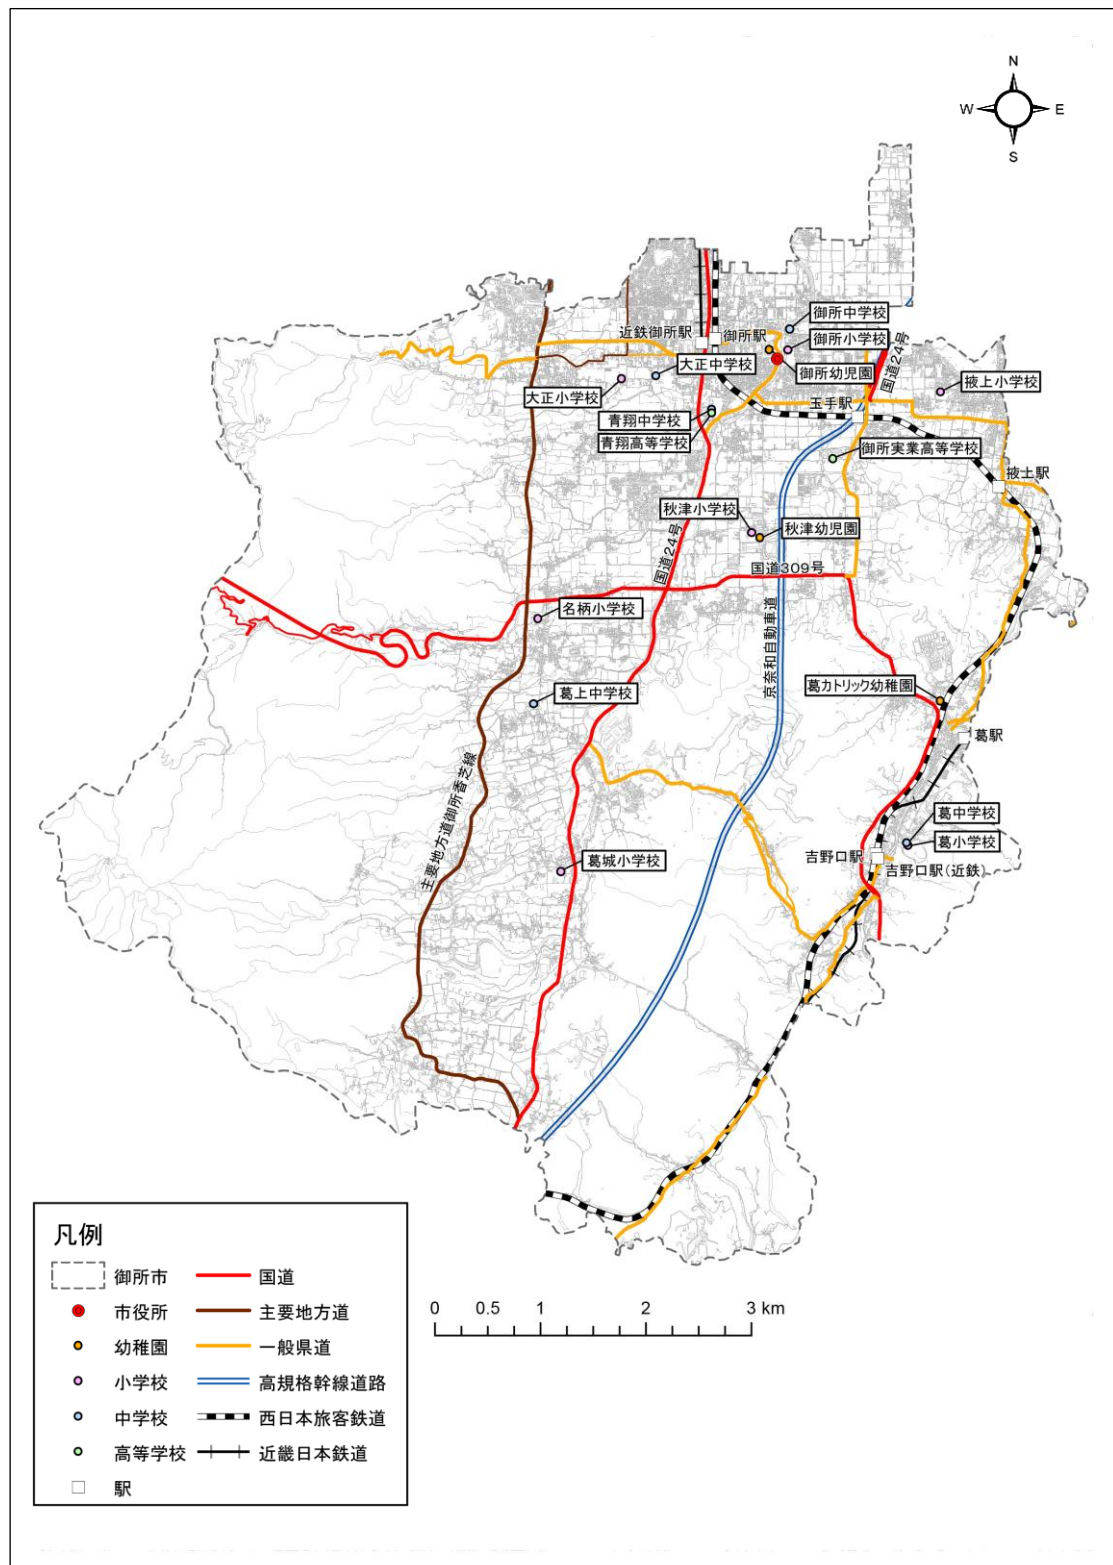 N
W
E
S
御所中学校
近鉄御所駅
御所駅
御所小学校
国道24号
大正中学校
御所幼児園
掖上小学校
大正小学校
玉手駅
青翔中学校
青翔高等学校
御所実業高等学校
掖上駅
秋津小学校
秋津幼児園
国道24号
国道309号
名柄小学校
京奈和自動車道
葛カトリック幼稚園
葛上中学校
葛駅
主要地方道御所香芝線
葛中学校
葛小学校
吉野口駅
葛城小学校
吉野口駅(近鉄)
凡例
御所市
国道
市役所
主要地方道
幼稚園
一般県道
小学校
高規格幹線道路
中学校
西日本旅客鉄道
高等学校
近畿日本鉄道
駅
0 0.5 1 2 3 km